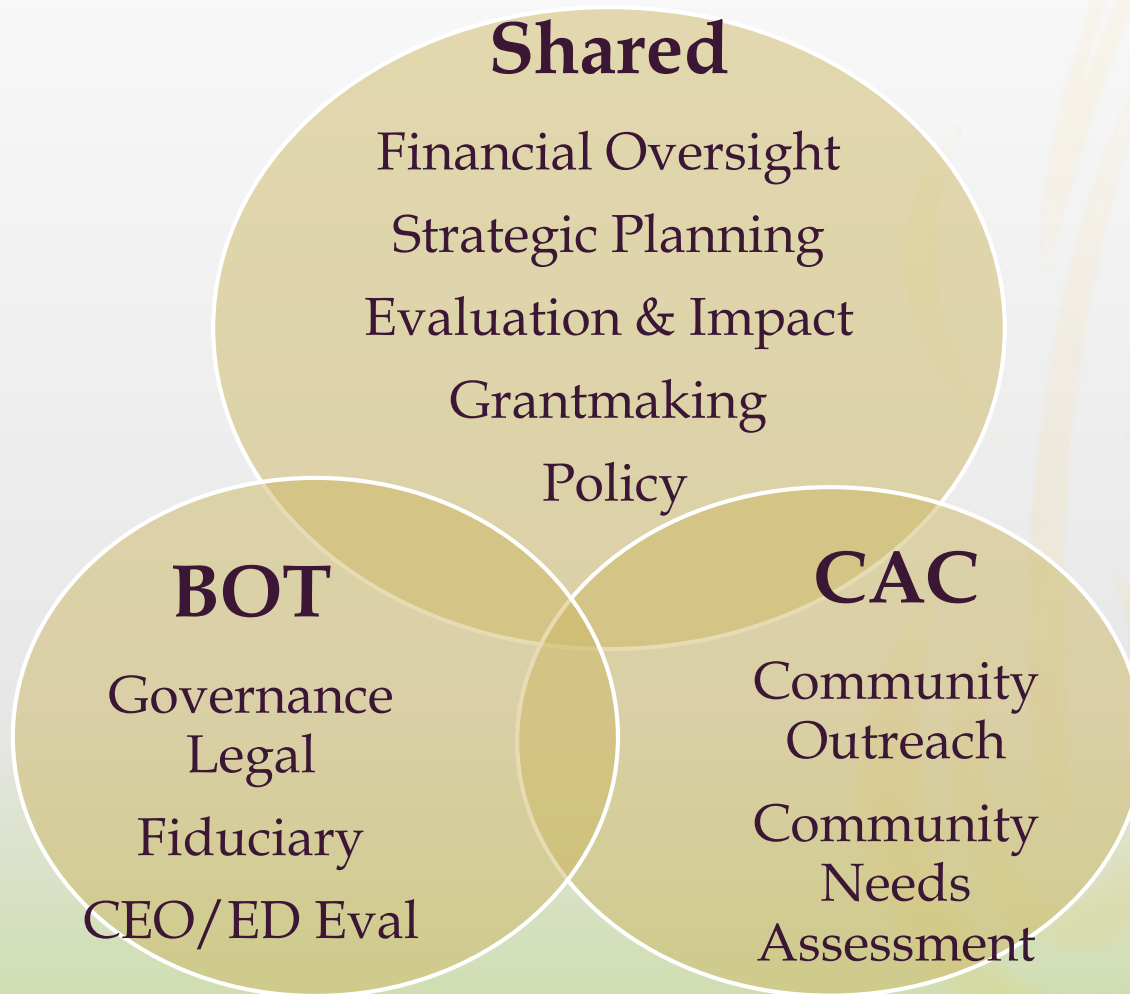 Shared
Financial Oversight
Strategic Planning
Evaluation & Impact
Grantmaking
Policy
BOT
Governance
Legal
Fiduciary
CEO/ED Eval
CAC
Community
Outreach
Community
Needs
Assessment